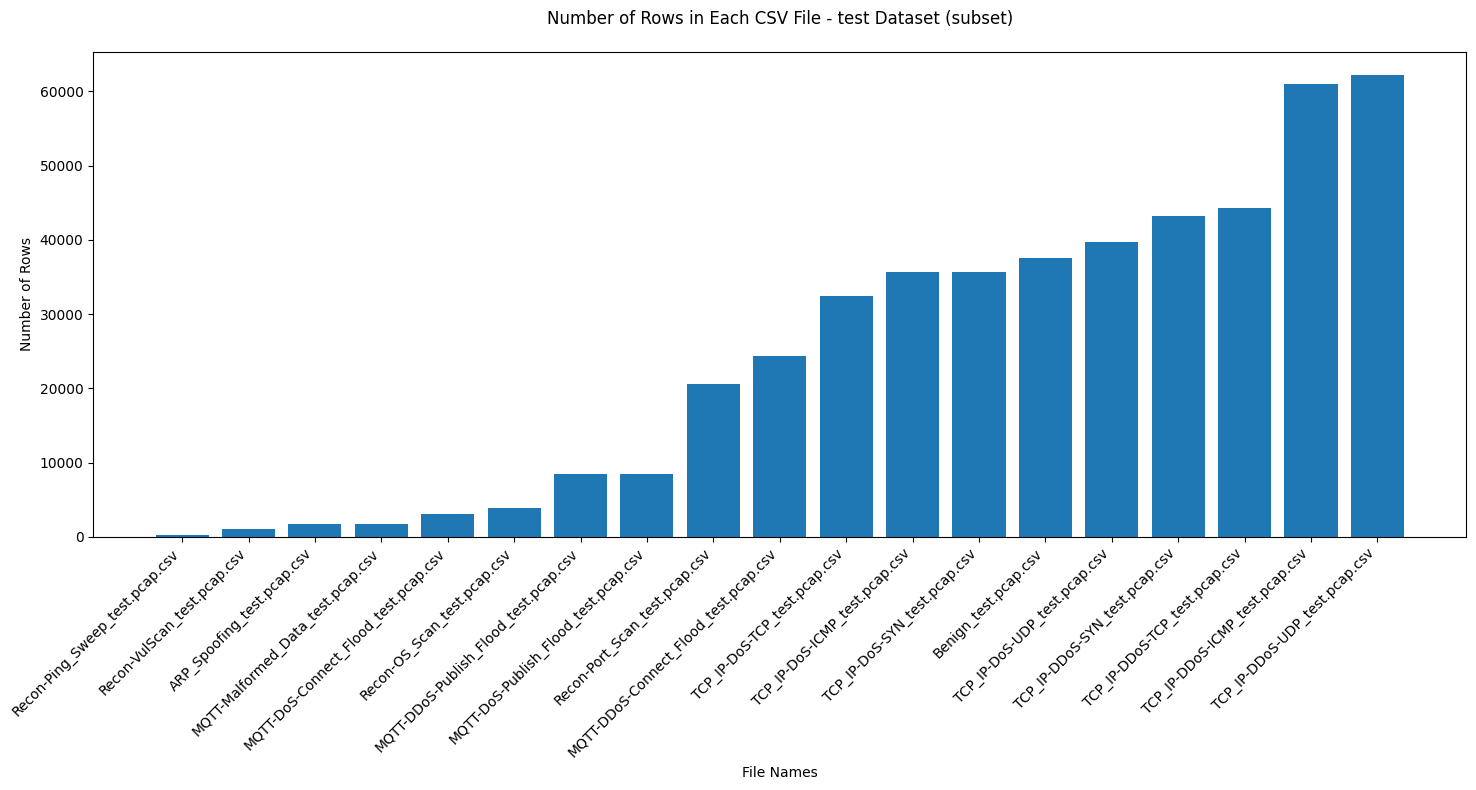 Number of Rows in Each CSV File - test Dataset (subset)
Number of Rows
60000
50000
40000
30000
20000
10000
0
Recon-Ping_Sweep_test.pcap.csv
Recon-VulScan_test.pcap.csv
ARP_Spoofing_test.pcap.csv
MQTT-Malformed_Data_test.pcap.csv
MQTT-DoS-Connect_Flood_test.pcap.csv
Recon-OS_Scan_test.pcap.csv
MQTT-DDoS-Publish_Flood_test.pcap.csv
MQTT-DoS-Publish_Flood_test.pcap.csv
Recon-Port_Scan_test.pcap.csv
MQTT-DDoS-Connect_Flood_test.pcap.csv
TCP_IP-DoS-TCP_test.pcap.csv
TCP_IP-DoS-ICMP_test.pcap.csv
TCP_IP-DoS-SYN_test.pcap.csv
Benign_test.pcap.csv
TCP_IP-DoS-UDP_test.pcap.csv
TCP_IP-DDoS-SYN_test.pcap.csv
TCP_IP-DDoS-TCP_test.pcap.csv
TCP_IP-DDoS-ICMP_test.pcap.csv
TCP_IP-DDoS-UDP_test.pcap.csv
File Names